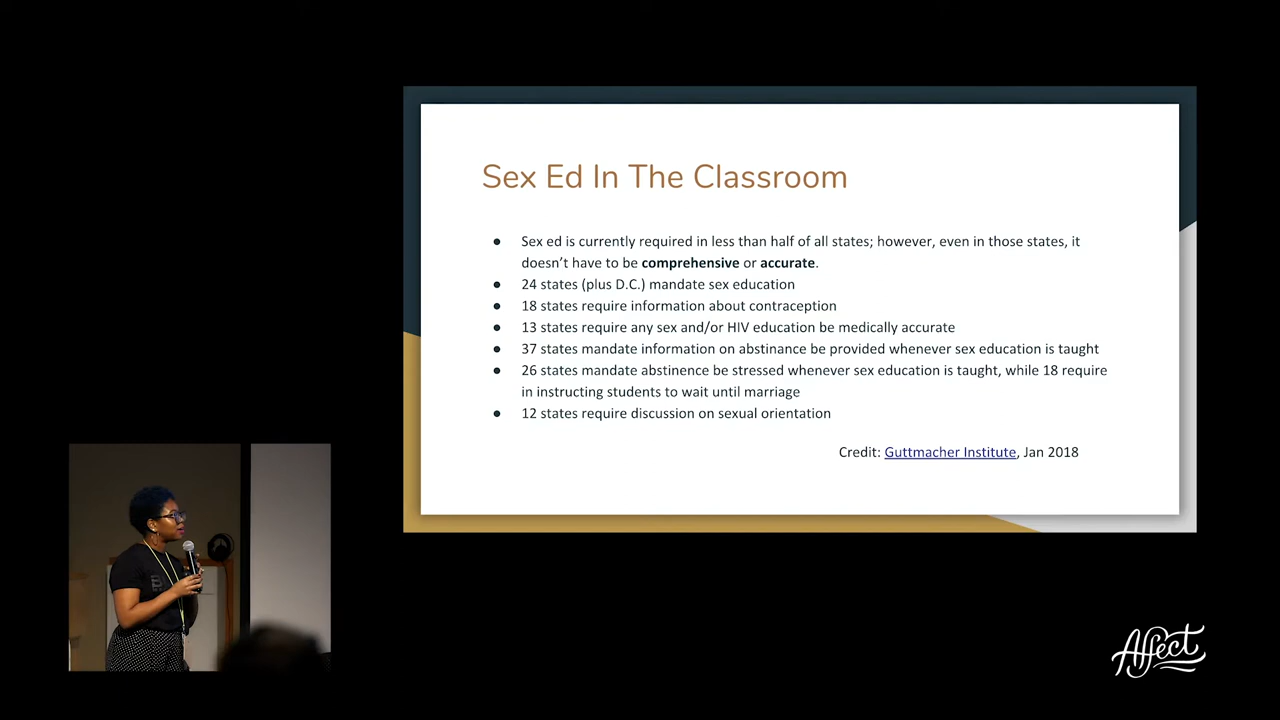 Sex Ed In The Classroom
● Sex ed is currently required in less than half of all states; however, even in those states, it
doesn't have to be comprehensive or accurate.
● 24 states (plus D.C.) mandate sex education
● 18 states require information about contraception
● 13 states require any sex and/or HIV education be medically accurate
● 37 states mandate information on abstinance be provided whenever sex education is taught
● 26 states mandate abstinence be stressed whenever sex education is taught, while 18 require
in instructing students to wait until marriage
● 12 states require discussion on sexual orientation
Credit: Guttmacher Institute, Jan 2018
Affect